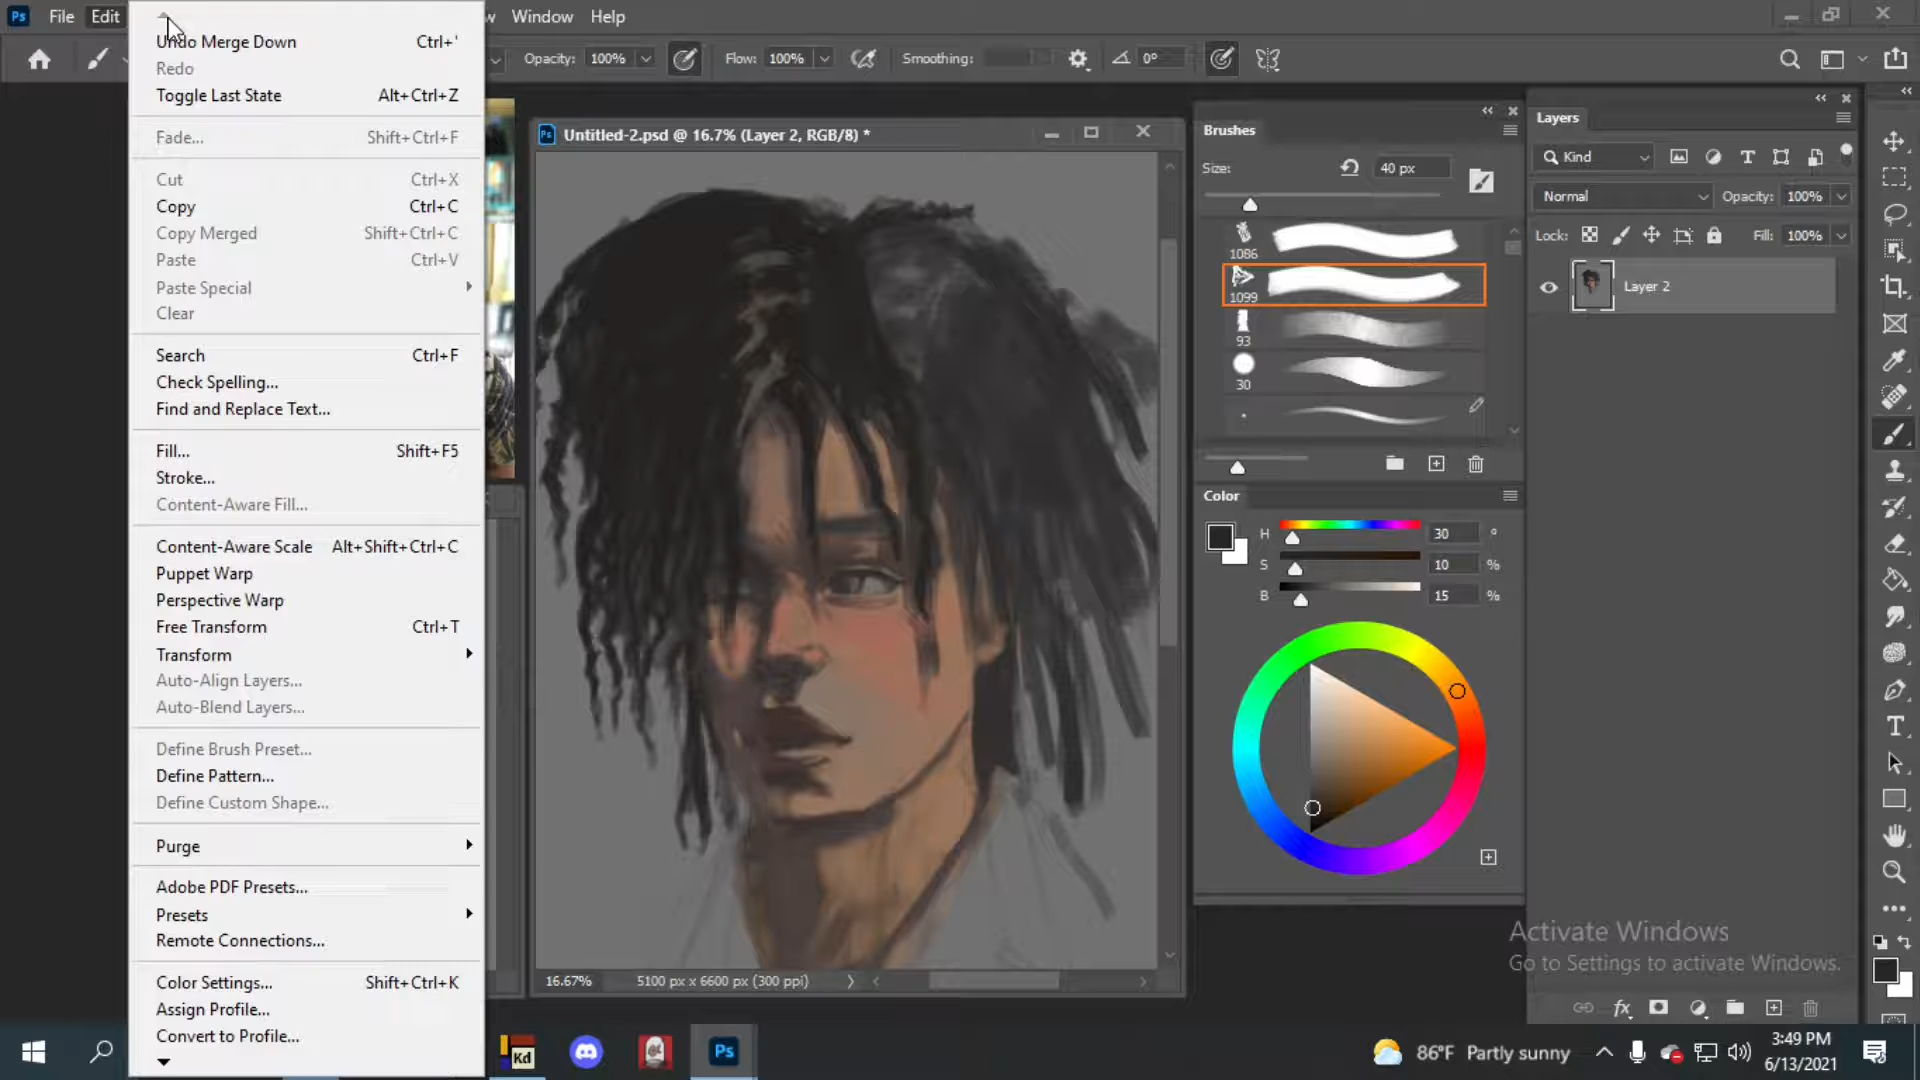 Ps File Edit w Window Help
Opacity: 100% Flow: 100% Smoothing: 0°
Undo Merge Down Ctrl+'
Redo
Toggle Last State Alt+Ctrl+Z
Fade... Shift+Ctrl+F
Cut Ctrl+X
Copy Ctrl+C
Copy Merged Shift+Ctrl+C
Paste Ctrl+V
Paste Special
Clear
Search Ctrl+F
Check Spelling...
Find and Replace Text...
Fill... Shift+F5
Stroke...
Content-Aware Fill...
Content-Aware Scale Alt+Shift+Ctrl+C
Puppet Warp
Perspective Warp
Free Transform Ctrl+T
Transform
Auto-Align Layers...
Auto-Blend Layers...
Define Brush Preset...
Define Pattern...
Define Custom Shape...
Purge
Adobe PDF Presets...
Presets
Remote Connections...
Color Settings... Shift+Ctrl+K
Assign Profile...
Convert to Profile...
Ps Untitled-2.psd @ 16.7% (Layer 2, RGB/8) *
16.67% 5100 px x 6600 px (300 ppi)
Brushes
Size: 40 px
1086
1099
93
30
Color
H 30 °
S 10 %
B 15 %
Layers
Kind
Normal Opacity: 100%
Lock: Fill: 100%
Layer 2
fx
Activate Windows
Go to Settings to activate Windows.
Kd
Ps
86°F Partly sunny
3:49 PM
6/13/2021